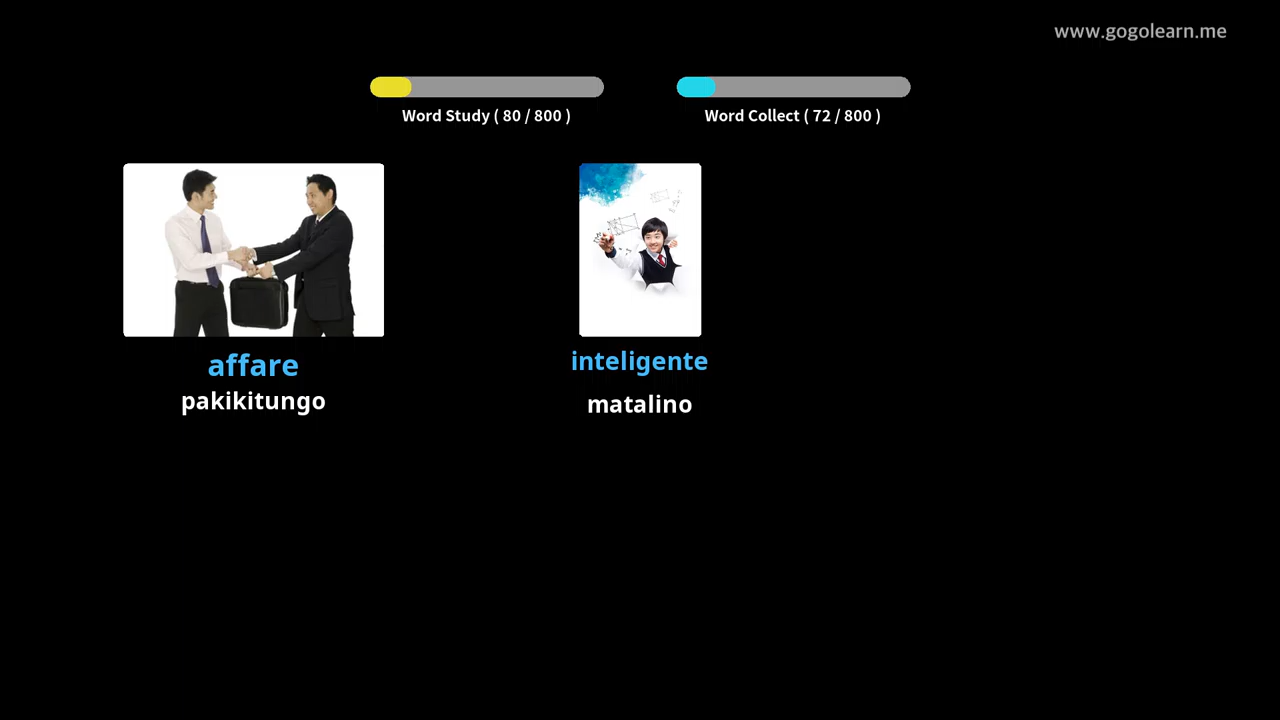 www.gogolearn.me
Word Study ( 80 / 800 )
Word Collect ( 72 / 800 )
affare
pakikitungo
inteligente
matalino